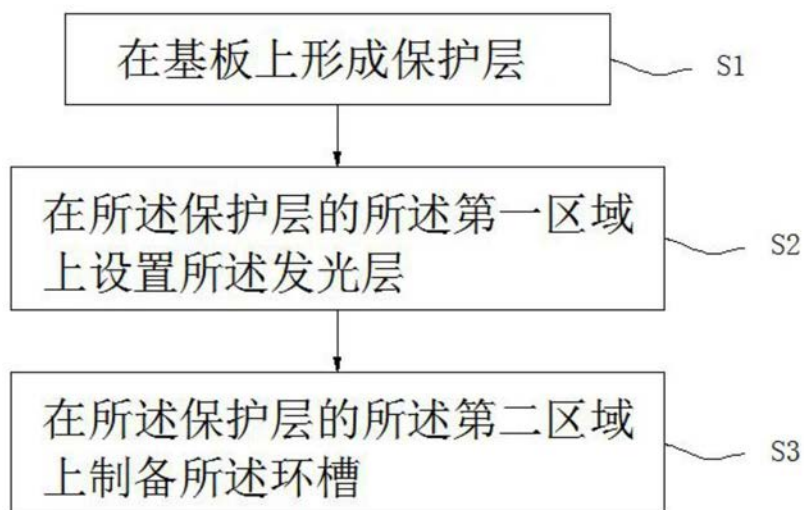 在基板上形成保护层
S1
在所述保护层的所述第一区域
上设置所述发光层
S2
在所述保护层的所述第二区域
上制备所述环槽
S3